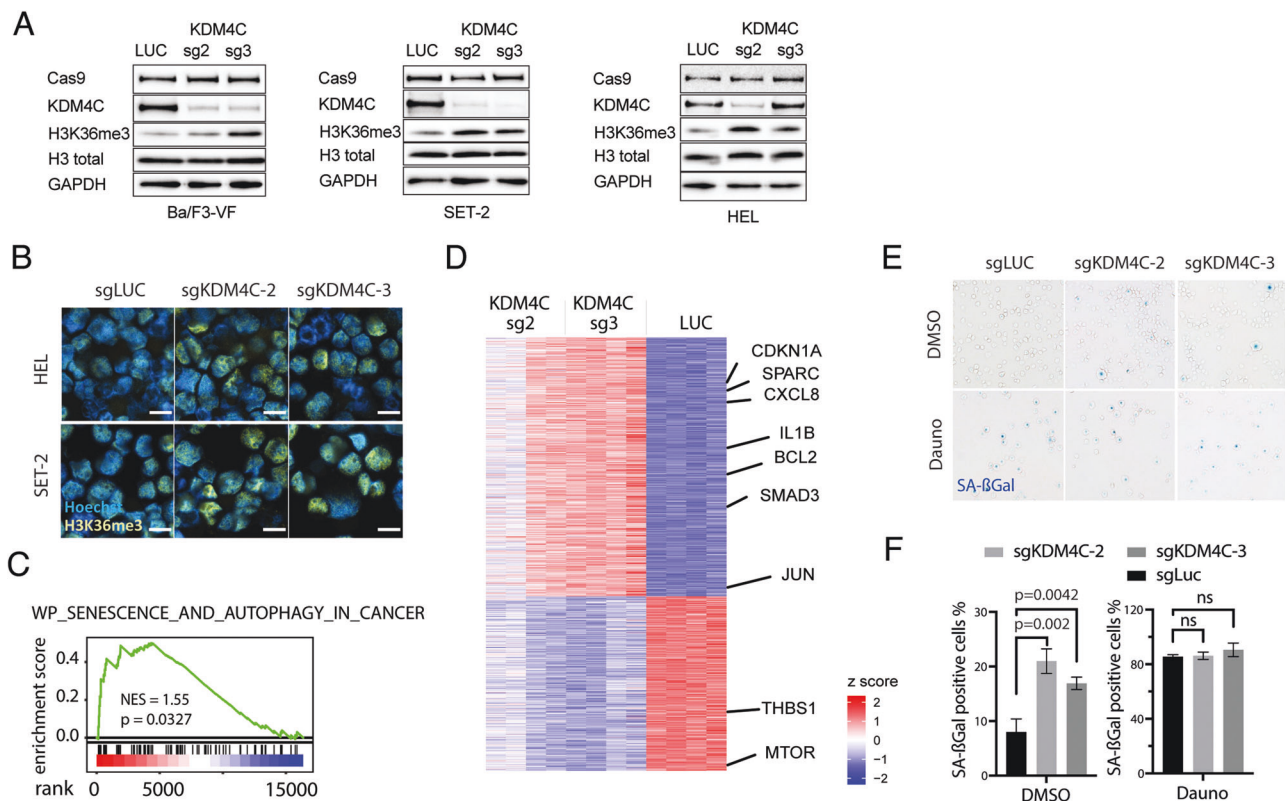 A
KDM4C
LUC sg2 sg3
Cas9
KDM4C
H3K36me3
H3 total
GAPDH
Ba/F3-VF
KDM4C
LUC sg2 sg3
Cas9
KDM4C
H3K36me3
H3 total
GAPDH
SET-2
KDM4C
LUC sg2 sg3
Cas9
KDM4C
H3K36me3
H3 total
GAPDH
HEL
B
sgLUC sgKDM4C-2 sgKDM4C-3
HEL
SET-2
Hoechst
H3K36me3
C
WP_SENESCENCE_AND_AUTOPHAGY_IN_CANCER
enrichment score
0.4
0.2
0.0
NES = 1.55
p = 0.0327
rank 0 5000 15000
D
KDM4C KDM4C
sg2 sg3 LUC
CDKN1A
SPARC
CXCL8
IL1B
BCL2
SMAD3
JUN
THBS1
MTOR
z score
2
1
0
−1
−2
E
sgLUC sgKDM4C-2 sgKDM4C-3
DMSO
Dauno
SA-ßGal
F
sgKDM4C-2 sgKDM4C-3
sgLuc
SA-ßGal positive cells %
30
20
10
0
p=0.0042
p=0.002
DMSO
SA-ßGal positive cells %
120
80
40
0
ns
ns
Dauno